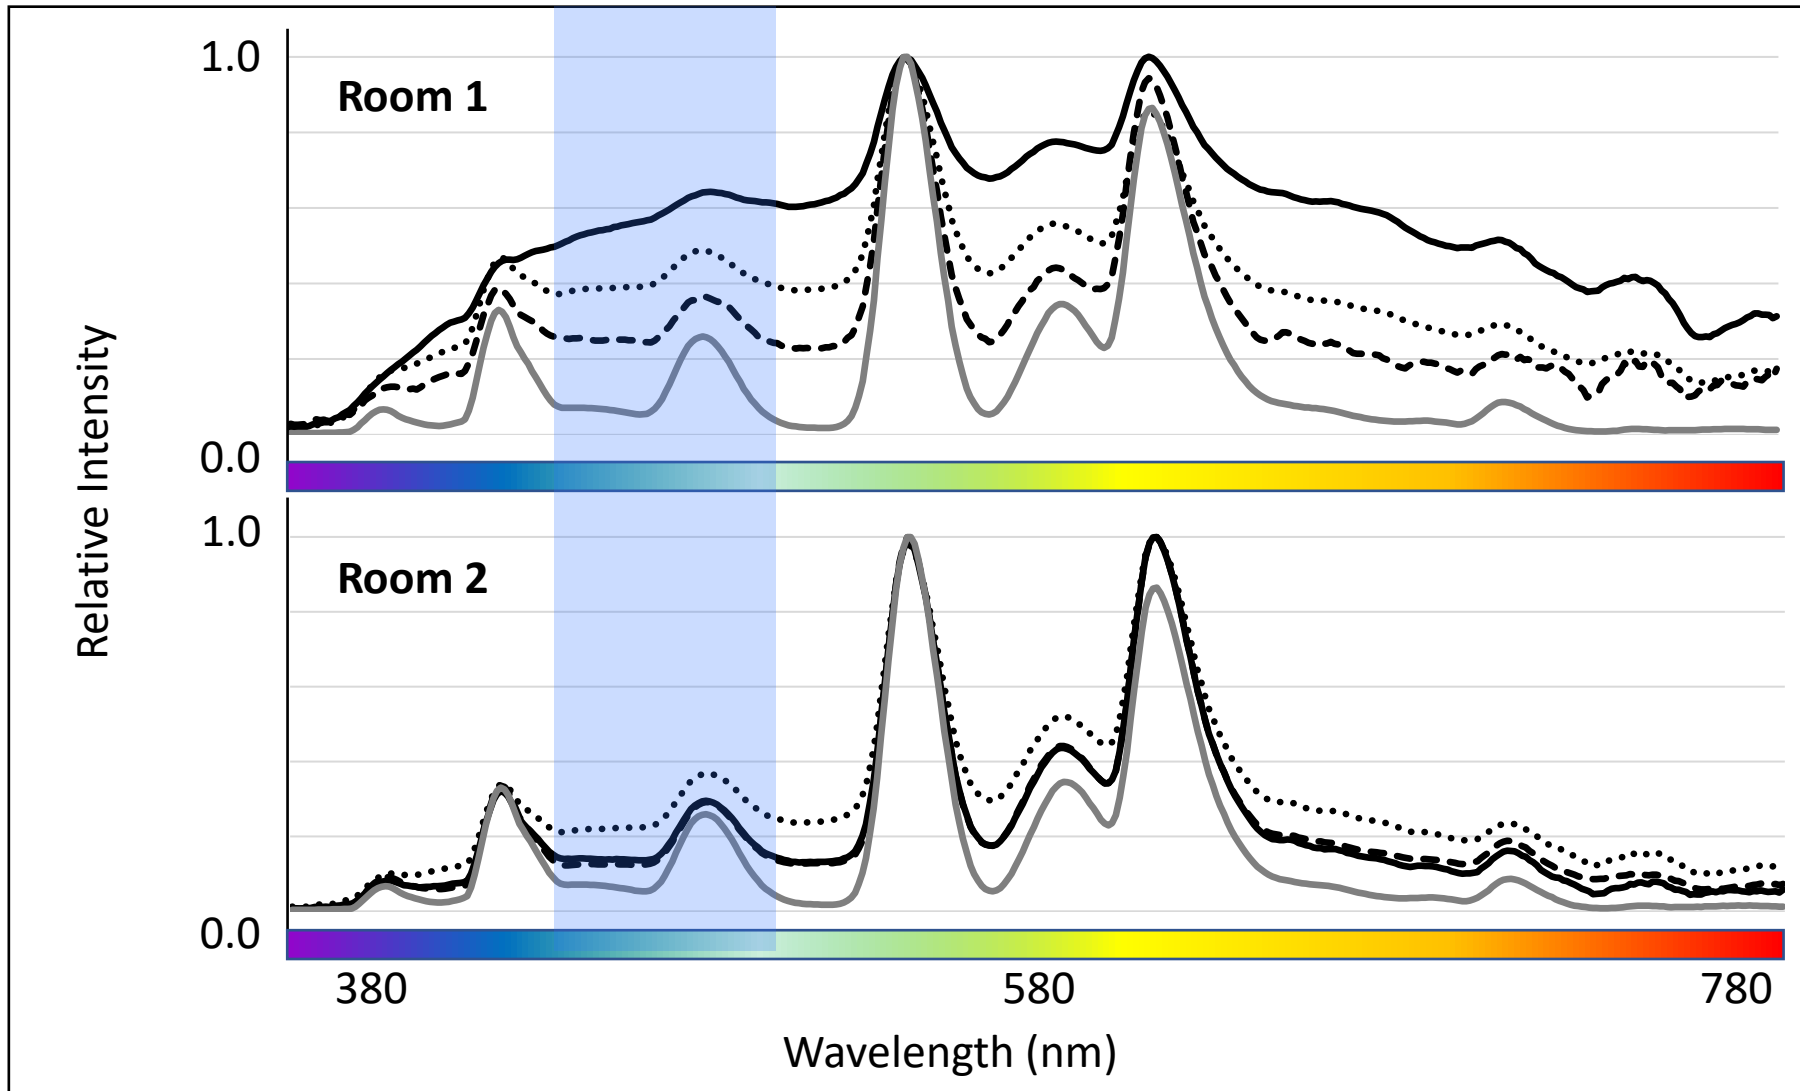 1.0
Room 1
0.0
Relative Intensity
1.0
Room 2
0.0
380 580 780
Wavelength (nm)